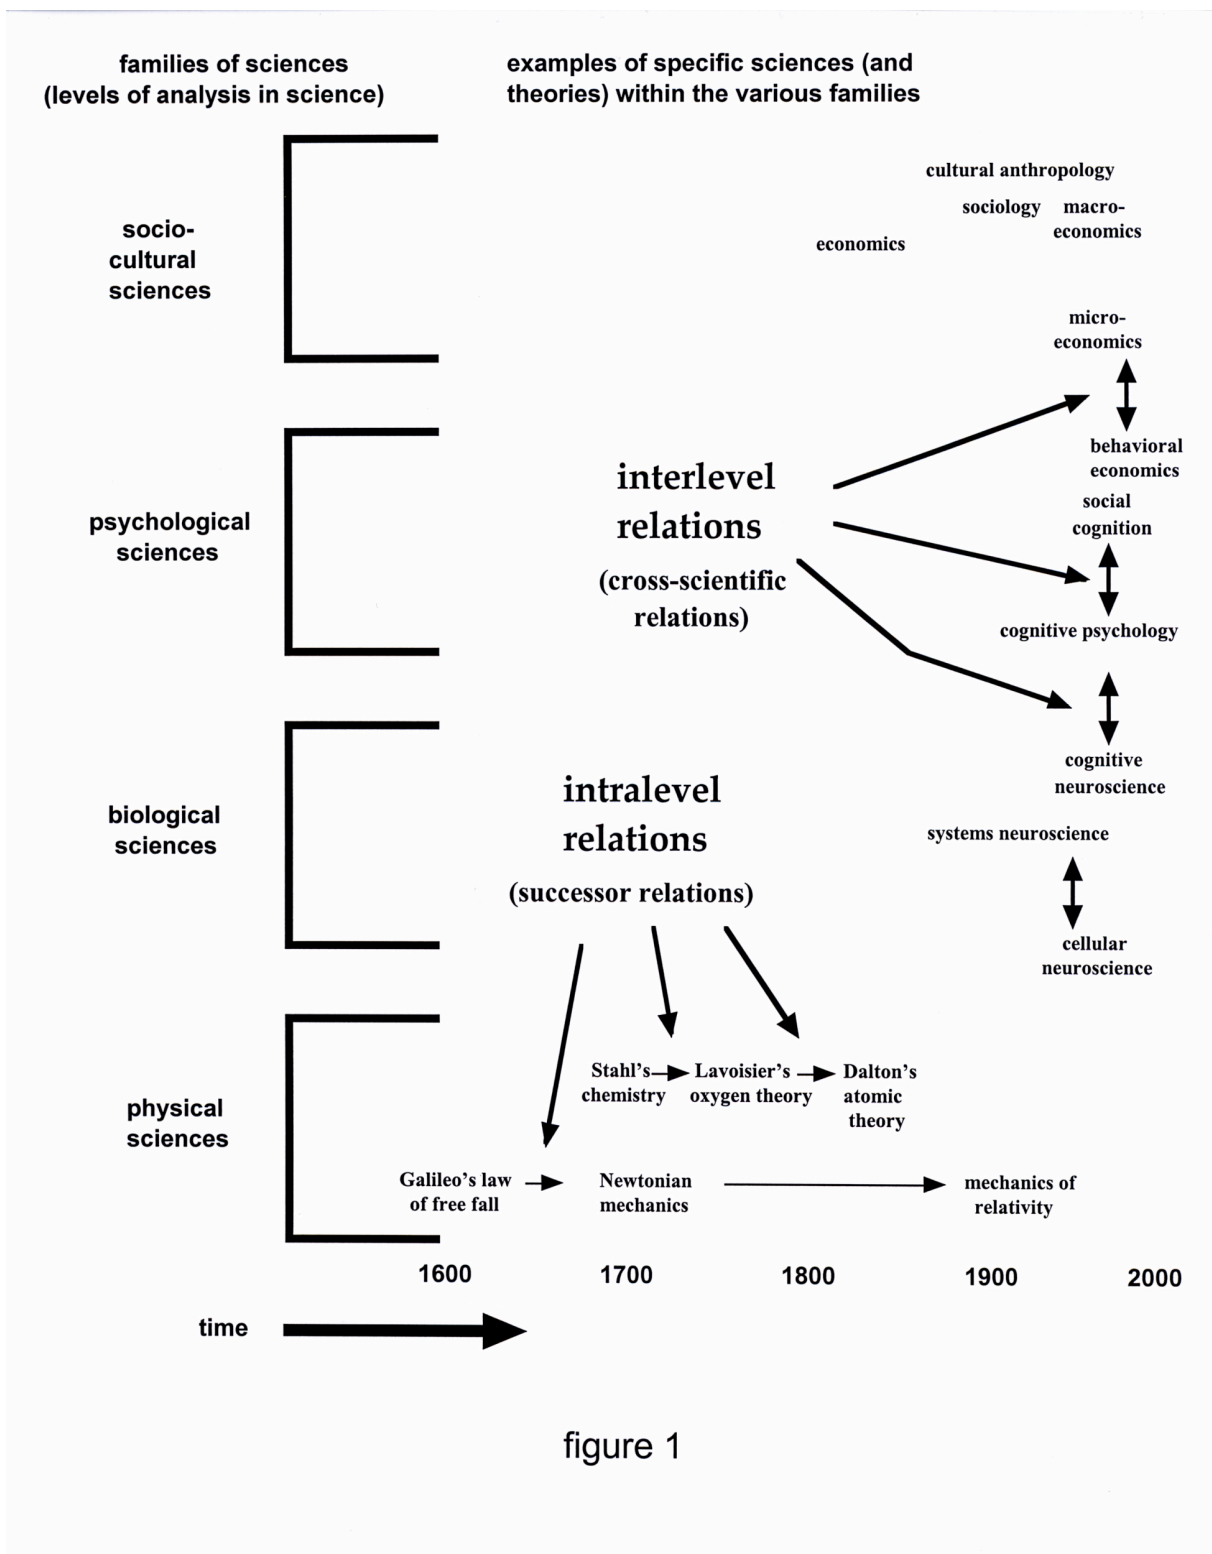 families of sciences
(levels of analysis in science)
examples of specific sciences (and
theories) within the various families
socio-
cultural
sciences
cultural anthropology
sociology
macro-
economics
economics
micro-
economics
psychological
sciences
interlevel
relations
(cross-scientific
relations)
behavioral
economics
social
cognition
cognitive psychology
biological
sciences
intralevel
relations
(successor relations)
cognitive
neuroscience
systems neuroscience
cellular
neuroscience
physical
sciences
Stahl's
chemistry
Lavoisier's
oxygen theory
Dalton's
atomic
theory
Galileo's law
of free fall
Newtonian
mechanics
mechanics of
relativity
1600
1700
1800
1900
2000
time
figure 1